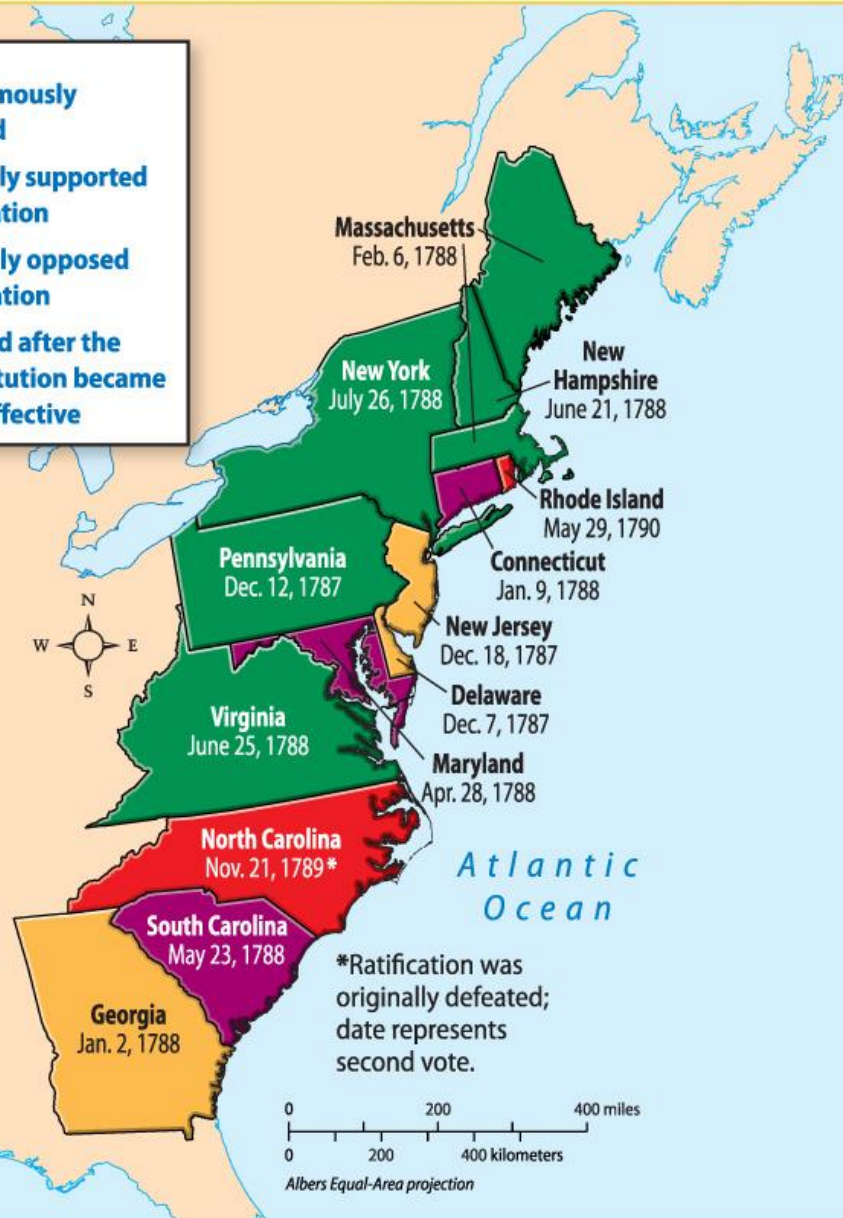 mously
d
ly supported
ation
ly opposed
ation
d after the
tution became
ffective
Massachusetts
Feb. 6, 1788
New York
July 26, 1788
New
Hampshire
June 21, 1788
Rhode Island
May 29, 1790
Connecticut
Jan. 9, 1788
Pennsylvania
Dec. 12, 1787
New Jersey
Dec. 18, 1787
N
W E
S
Delaware
Dec. 7, 1787
Virginia
June 25, 1788
Maryland
Apr. 28, 1788
North Carolina
Nov. 21, 1789*
Atlantic
Ocean
South Carolina
May 23, 1788
*Ratification was
originally defeated;
date represents
second vote.
Georgia
Jan. 2, 1788
0 200 400 miles
0 200 400 kilometers
Albers Equal-Area projection